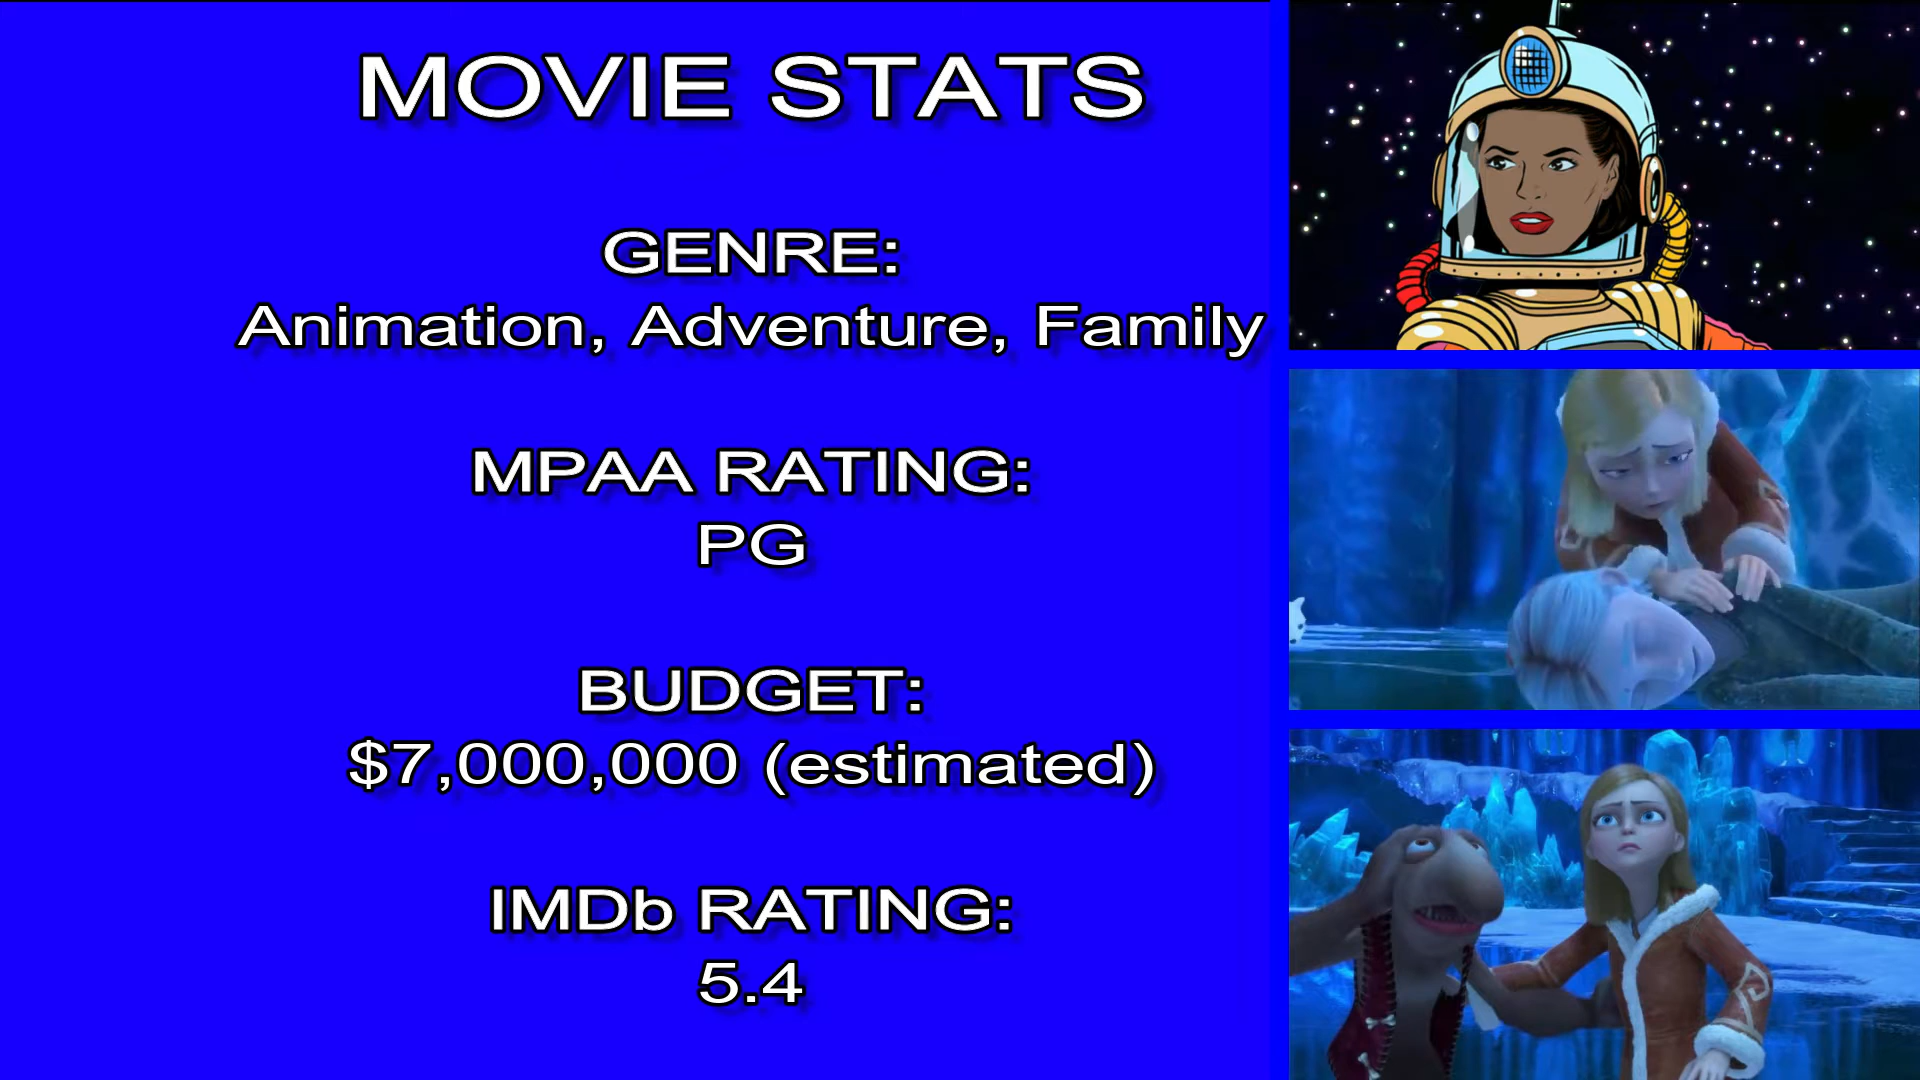 MOVIE STATS
GENRE:
Animation, Adventure, Family
MPAA RATING:
PG
BUDGET:
$7,000,000 (estimated)
IMDb RATING:
5.4